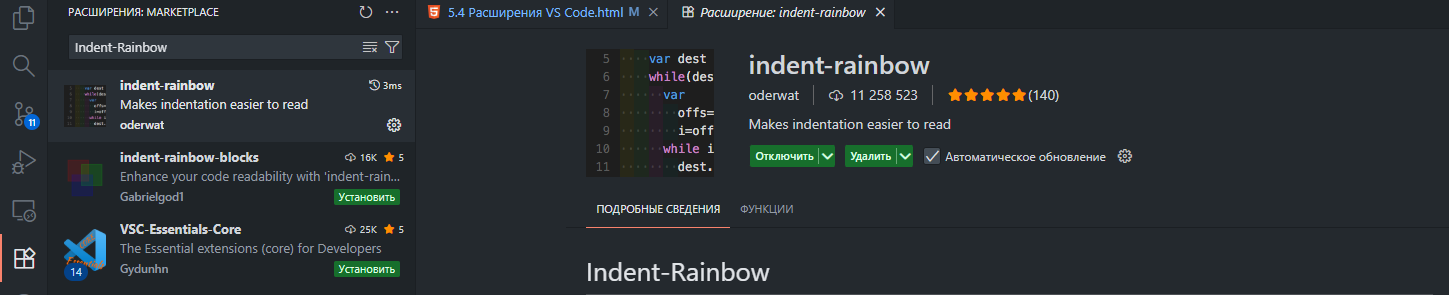 РАСШИРЕНИЯ: MARKETPLACE
Indent-Rainbow
indent-rainbow 3ms
Makes indentation easier to read
oderwat
indent-rainbow-blocks 16K 5
Enhance your code readability with 'indent-rain...
Gabrielgod1 Установить
VSC-Essentials-Core 25K 5
The Essential extensions (core) for Developers
Gydunhn Установить
11
14
5.4 Расширения VS Code.html M
Расширение: indent-rainbow
5 var dest
6 while(des
7 var
8 offs=
9 i=off
10 while i
11 dest.
indent-rainbow
oderwat 11 258 523 (140)
Makes indentation easier to read
Отключить Удалить Автоматическое обновление
ПОДРОБНЫЕ СВЕДЕНИЯ ФУНКЦИИ
Indent-Rainbow